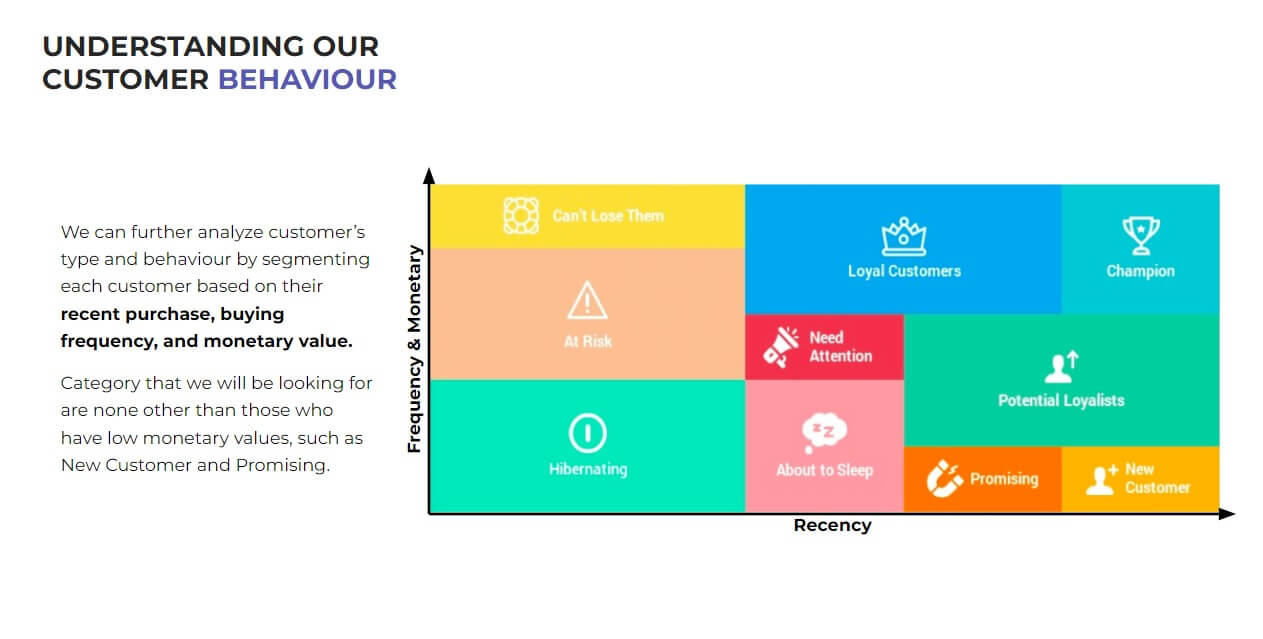 UNDERSTANDING OUR
CUSTOMER BEHAVIOUR
We can further analyze customer's
type and behaviour by segmenting
each customer based on their
recent purchase, buying
frequency, and monetary value.
Category that we will be looking for
are none other than those who
have low monetary values, such as
New Customer and Promising.
Frequency & Monetary
Can't Lose Them
At Risk
Hibernating
Loyal Customers
Champion
Need
Attention
Potential Loyalists
zZ
About to Sleep
Promising
New
Customer
Recency